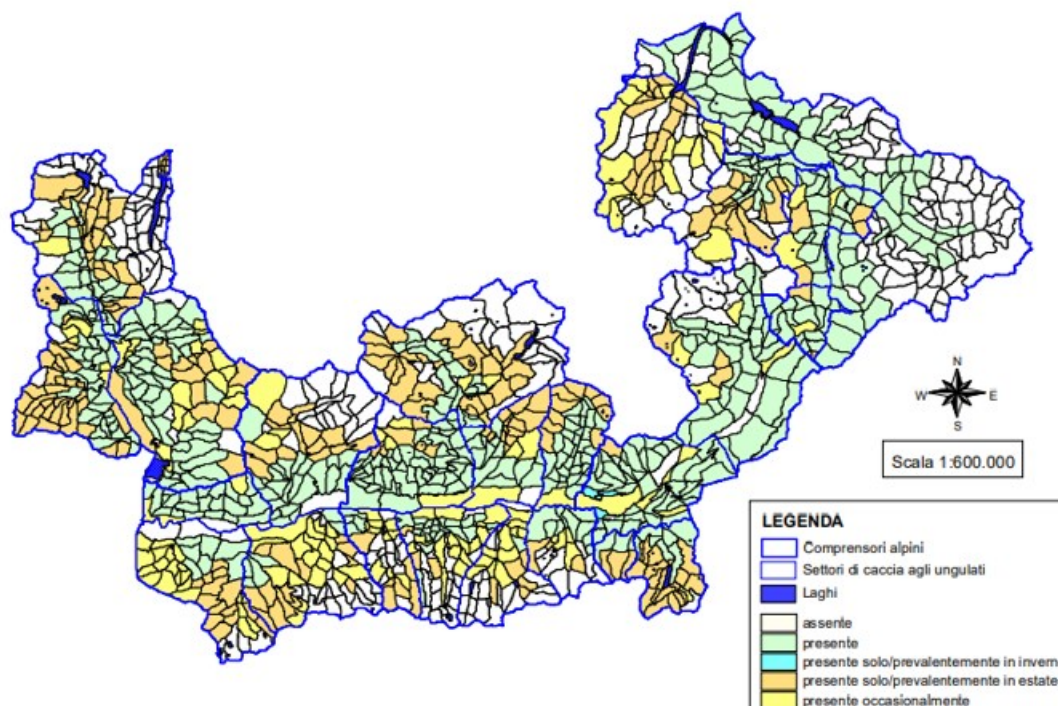 N
W E
S
Scala 1:600.000
LEGENDA
Comprensori alpini
Settori di caccia agli ungulati
Laghi
assente
presente
presente solo/prevalentemente in invern
presente solo/prevalentemente in estate
presente occasionalmente